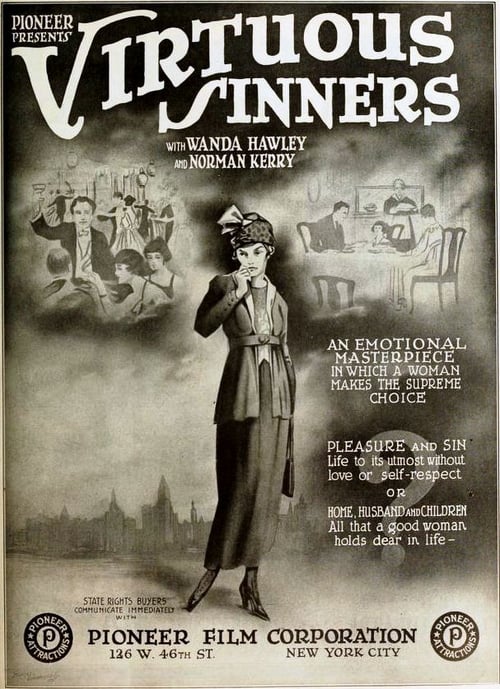 PIONEER
PRESENTS
VIRTUOUS
SINNERS
WITH WANDA HAWLEY
AND NORMAN KERRY
AN EMOTIONAL
MASTERPIECE
IN WHICH A WOMAN
MAKES THE SUPREME
CHOICE
PLEASURE AND SIN
Life to its utmost without
love or self-respect
OR
HOME, HUSBAND AND CHILDREN
All that a good woman
holds dear in life-
?
STATE RIGHTS BUYERS
COMMUNICATE IMMEDIATELY
WITH
PIONEER FILM CORPORATION
126 W. 46TH ST. NEW YORK CITY
PIONEER
P
ATTRACTIONS
PIONEER
P
ATTRACTIONS